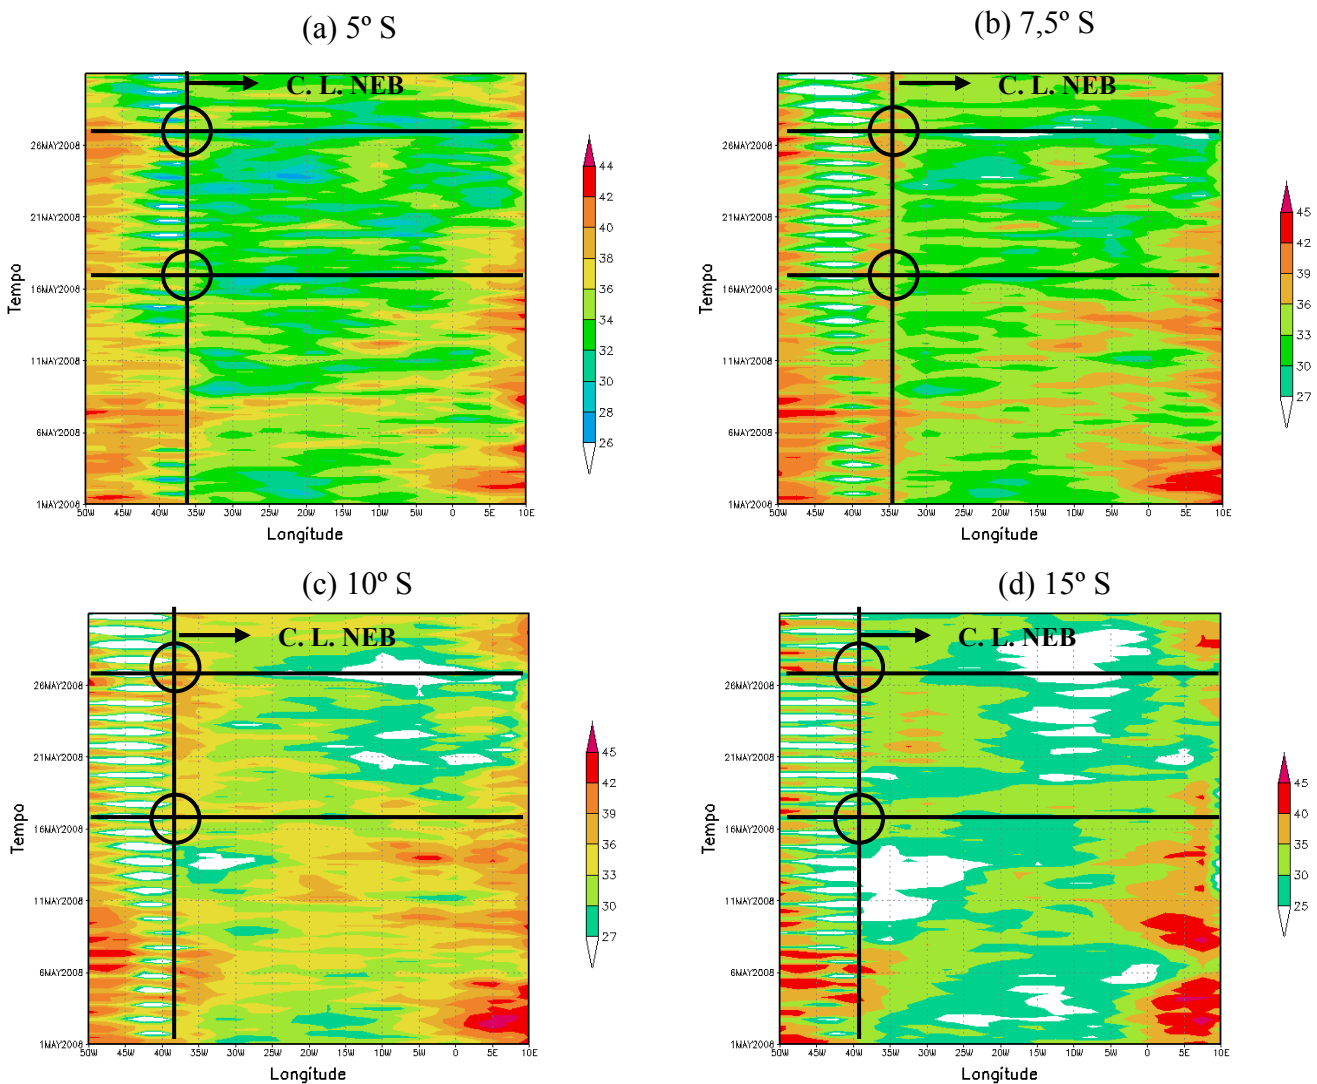 (a) 5º S
C. L. NEB
Tempo
26MAY2008
21MAY2008
16MAY2008
11MAY2008
6MAY2008
1MAY2008
50W 45W 40W 35W 30W 25W 20W 15W 10W 5W 0 5E 10E
Longitude
44
42
40
38
36
34
32
30
28
26
(b) 7,5º S
C. L. NEB
Tempo
26MAY2008
21MAY2008
16MAY2008
11MAY2008
6MAY2008
1MAY2008
50W 45W 40W 35W 30W 25W 20W 15W 10W 5W 0 5E 10E
Longitude
45
42
39
36
33
30
27
(c) 10º S
C. L. NEB
Tempo
26MAY2008
21MAY2008
16MAY2008
11MAY2008
6MAY2008
1MAY2008
50W 45W 40W 35W 30W 25W 20W 15W 10W 5W 0 5E 10E
Longitude
45
42
39
36
33
30
27
(d) 15º S
C. L. NEB
Tempo
26MAY2008
21MAY2008
16MAY2008
11MAY2008
6MAY2008
1MAY2008
50W 45W 40W 35W 30W 25W 20W 15W 10W 5W 0 5E 10E
Longitude
45
40
35
30
25